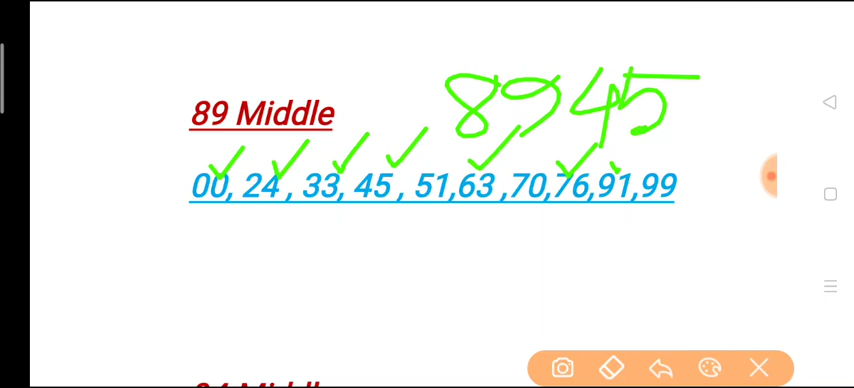 8945
89 Middle
00, 24 , 33, 45 , 51,63 ,70,76,91,99